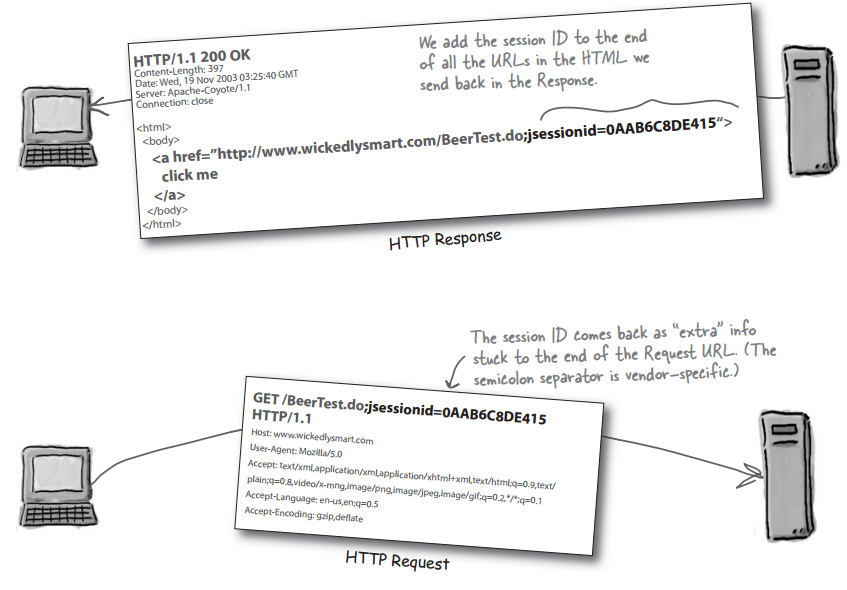 HTTP/1.1 200 OK
Content-Length: 397
Date: Wed, 19 Nov 2003 03:25:40 GMT
Server: Apache-Coyote/1.1
Connection: close
We add the session ID to the end
of all the URLs in the HTML we
send back in the Response.
<html>
<body>
<a href="http://www.wickedlysmart.com/BeerTest.do;jsessionid=0AAB6C8DE415“>
click me
</a>
</body>
</html>
HTTP Response
The session ID comes back as “extra” info
stuck to the end of the Request URL. (The
semicolon separator is vendor–specific.)
GET /BeerTest.do;jsessionid=0AAB6C8DE415
HTTP/1.1
Host: www.wickedlysmart.com
User-Agent: Mozilla/5.0
Accept: text/xml,application/xml,application/xhtml+xml,text/html;q=0.9,text/
plain;q=0.8,video/x-mng,image/png,image/jpeg,image/gif;q=0.2,*/*;q=0.1
Accept-Language: en-us,en;q=0.5
Accept-Encoding: gzip,deflate
HTTP Request